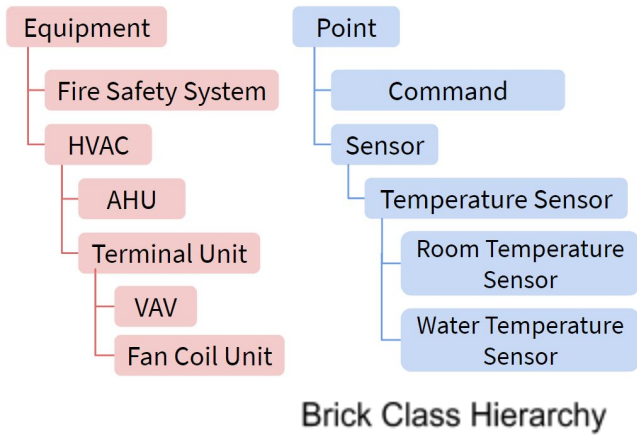 Equipment
Fire Safety System
HVAC
AHU
Terminal Unit
VAV
Fan Coil Unit
Point
Command
Sensor
Temperature Sensor
Room Temperature
Sensor
Water Temperature
Sensor
Brick Class Hierarchy